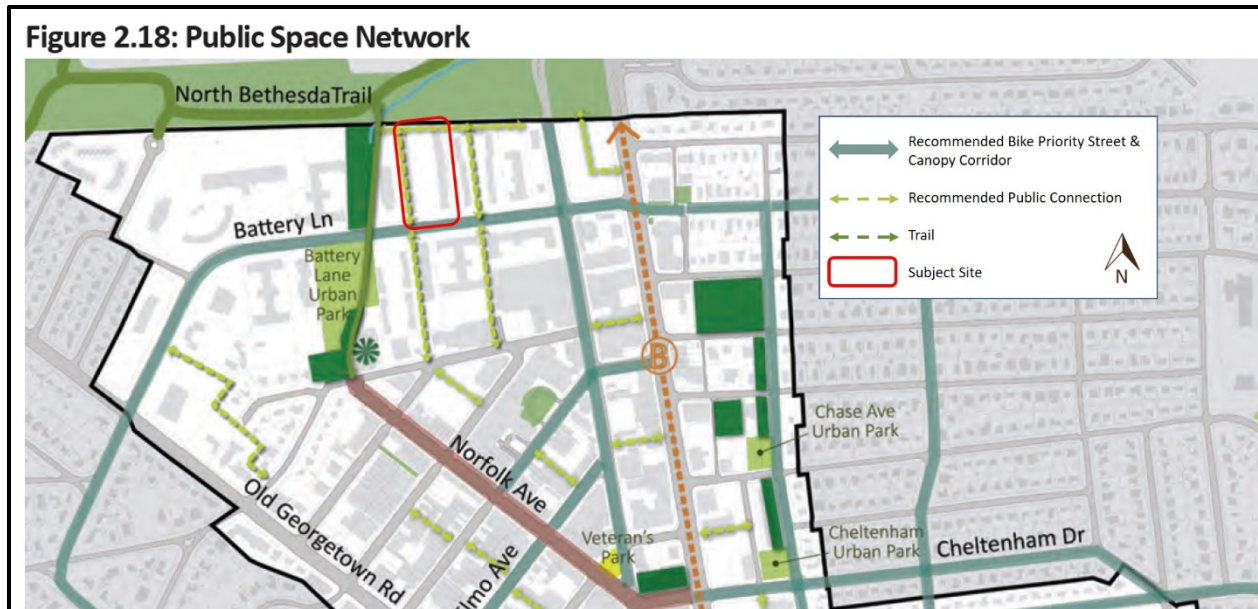 Figure 2.18: Public Space Network
North BethesdaTrail
Recommended Bike Priority Street &
Canopy Corridor
Recommended Public Connection
Trail
Subject Site
N
Battery Ln
Battery
Lane
Urban
Park
B
Chase Ave
Urban Park
Norfolk Ave
Old Georgetown Rd
Veteran's
Park
Cheltenham
Urban Park
Cheltenham Dr
lmo Ave